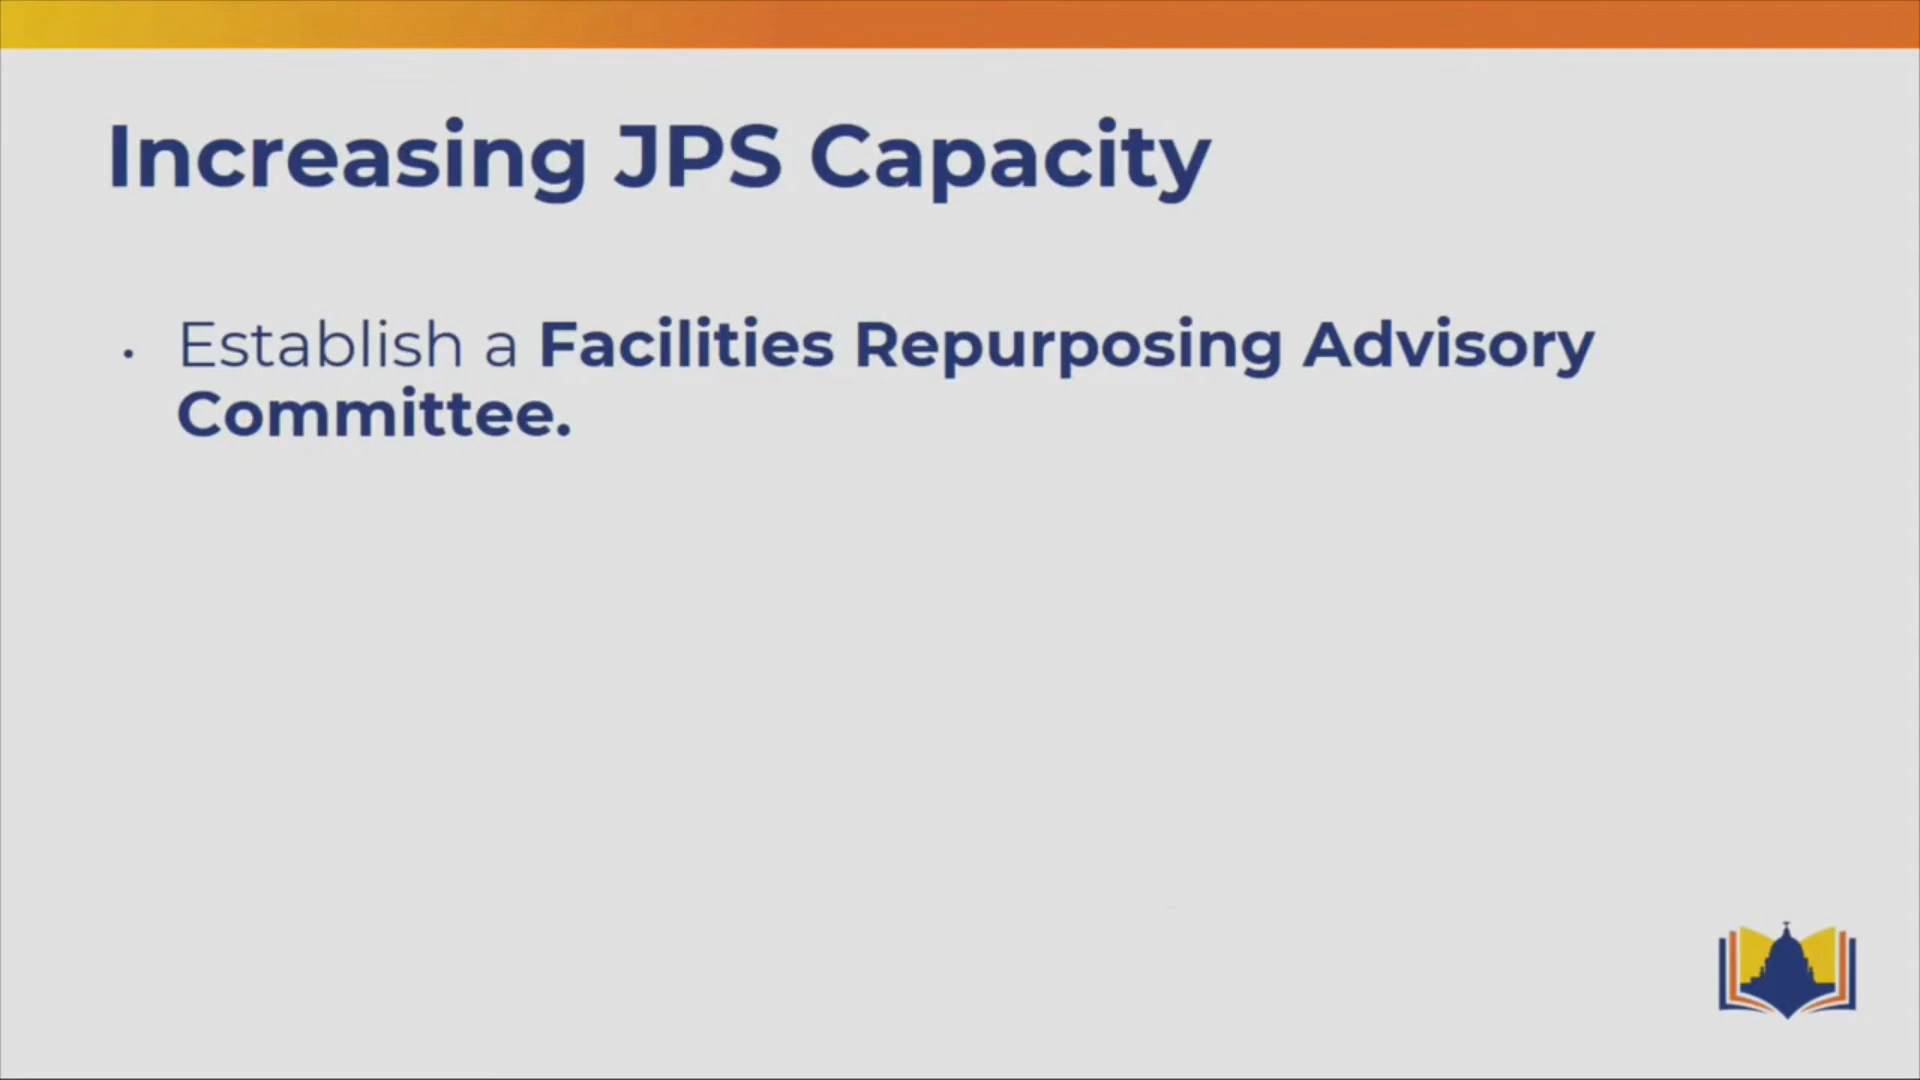 Increasing JPS Capacity
• Establish a Facilities Repurposing Advisory
Committee.